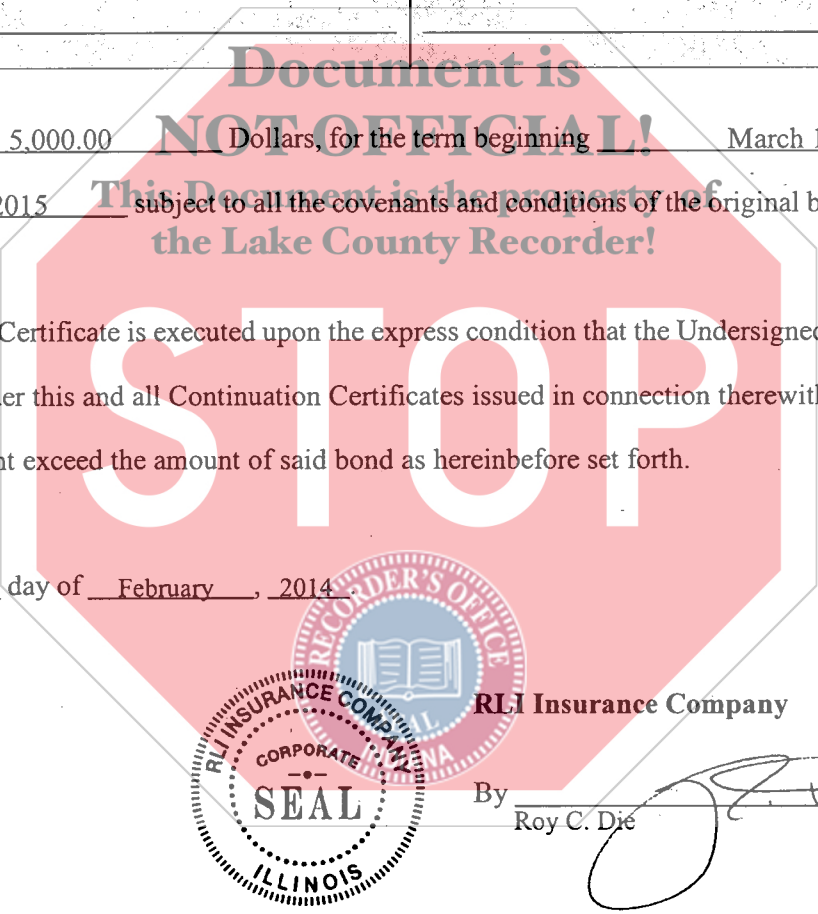 Document is
NOT OFFICIAL!
5,000.00 Dollars, for the term beginning March 1
This Document is the property of
2015 subject to all the covenants and conditions of the original b
the Lake County Recorder!
STOP
Certificate is executed upon the express condition that the Undersigned
er this and all Continuation Certificates issued in connection therewith
nt exceed the amount of said bond as hereinbefore set forth.
day of February, 2014.
RECORDER'S OFFICE
SEAL
INDIANA
RLI INSURANCE COMPANY
CORPORATE
SEAL
ILLINOIS
RLI Insurance Company
By
Roy C. Die